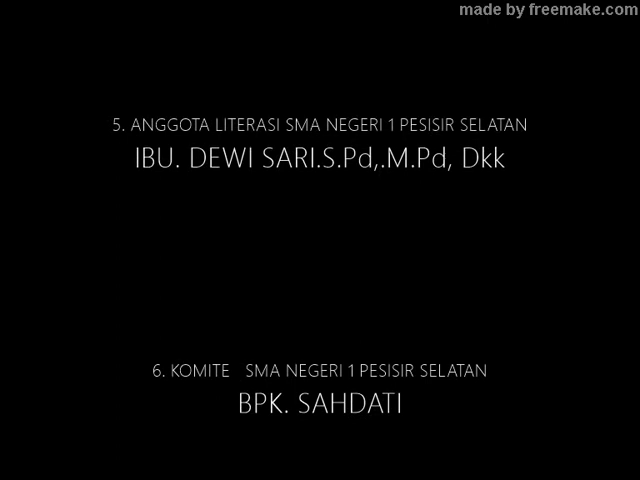 made by freemake.com
5. ANGGOTA LITERASI SMA NEGERI 1 PESISIR SELATAN
IBU. DEWI SARI.S.Pd,.M.Pd, Dkk
6. KOMITE SMA NEGERI 1 PESISIR SELATAN
BPK. SAHDATI